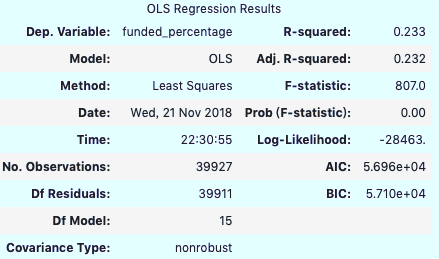 OLS Regression Results
Dep. Variable: funded_percentage R-squared: 0.233
Model: OLS Adj. R-squared: 0.232
Method: Least Squares F-statistic: 807.0
Date: Wed, 21 Nov 2018 Prob (F-statistic): 0.00
Time: 22:30:55 Log-Likelihood: -28463.
No. Observations: 39927 AIC: 5.696e+04
Df Residuals: 39911 BIC: 5.710e+04
Df Model: 15
Covariance Type: nonrobust